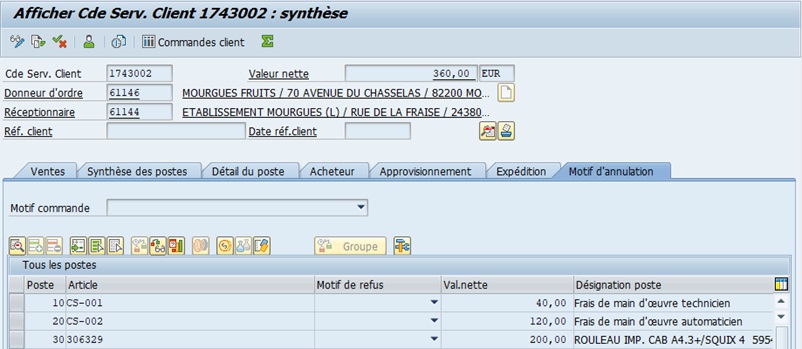 Afficher Cde Serv. Client 1743002 : synthèse
Commandes client
Cde Serv. Client 1743002 Valeur nette 360,00 EUR
Donneur d'ordre 61146 MOURGUES FRUITS / 70 AVENUE DU CHASSELAS / 82200 MO...
Réceptionnaire 61144 ETABLISSEMENT MOURGUES (L) / RUE DE LA FRAISE / 24380...
Réf. client Date réf.client
Ventes Synthèse des postes Détail du poste Acheteur Approvisionnement Expédition Motif d'annulation
Motif commande
Groupe
Tous les postes
Poste Article Motif de refus Val.nette Désignation poste
10 CS-001 40,00 Frais de main d'œuvre technicien
20 CS-002 120,00 Frais de main d'œuvre automaticien
30 306329 200,00 ROULEAU IMP. CAB A4.3+/SQUIX 4 5954